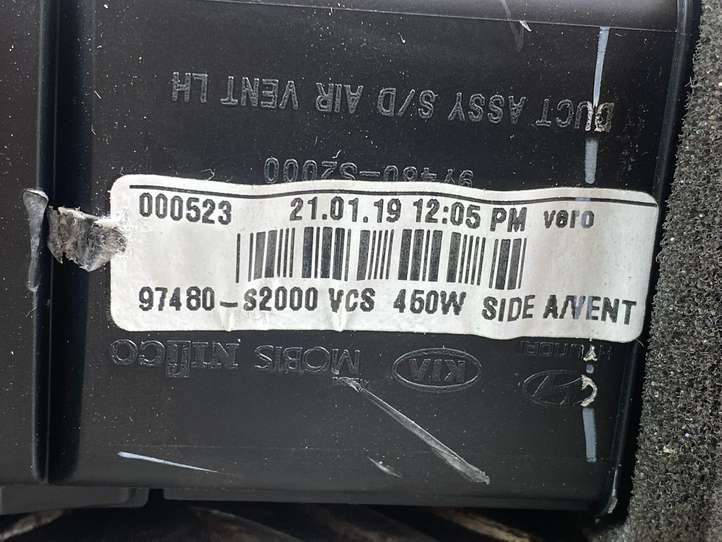 DUCT ASSY S/D AIR VENT LH
97480-S2000
000523 21.01.19 12:05 PM vero
97480-S2000 VCS 450W SIDE A/VENT
HYUNDAI KIA MOBIS Nifco